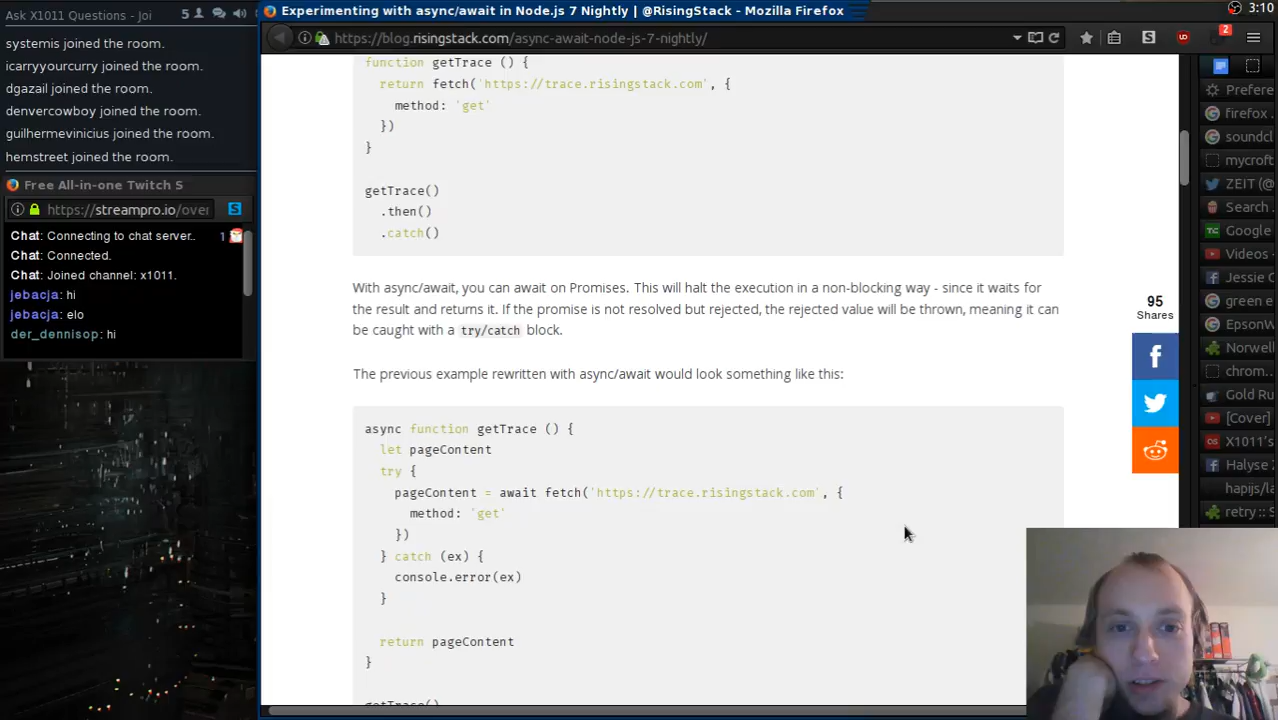 Ask X1011 Questions - Joi
5
systemis joined the room.
icarryyourcurry joined the room.
dgazail joined the room.
denvercowboy joined the room.
guilhermevinicius joined the room.
hemstreet joined the room.
Free All-in-one Twitch S
https://streampro.io/over
S
Chat: Connecting to chat server..
1
Chat: Connected.
Chat: Joined channel: x1011.
jebacja: hi
jebacja: elo
der_dennisop: hi
Experimenting with async/await in Node.js 7 Nightly | @RisingStack - Mozilla Firefox
3:10
https://blog.risingstack.com/async-await-node-js-7-nightly/
S
2
function getTrace () {
return fetch('https://trace.risingstack.com', {
method: 'get'
})
}
getTrace()
.then()
.catch()
With async/await, you can await on Promises. This will halt the execution in a non-blocking way - since it waits for
the result and returns it. If the promise is not resolved but rejected, the rejected value will be thrown, meaning it can
be caught with a try/catch block.
The previous example rewritten with async/await would look something like this:
async function getTrace () {
let pageContent
try {
pageContent = await fetch('https://trace.risingstack.com', {
method: 'get'
})
} catch (ex) {
console.error(ex)
}
return pageContent
}
getTrace()
95
Shares
Prefere
firefox
soundcl
mycroft
ZEIT (@
Search
Google
Videos -
Jessie C
green e
EpsonW
Norwell
chrom
Gold Ru
[Cover]
X1011's
Halyse
hapijs/la
retry :: S